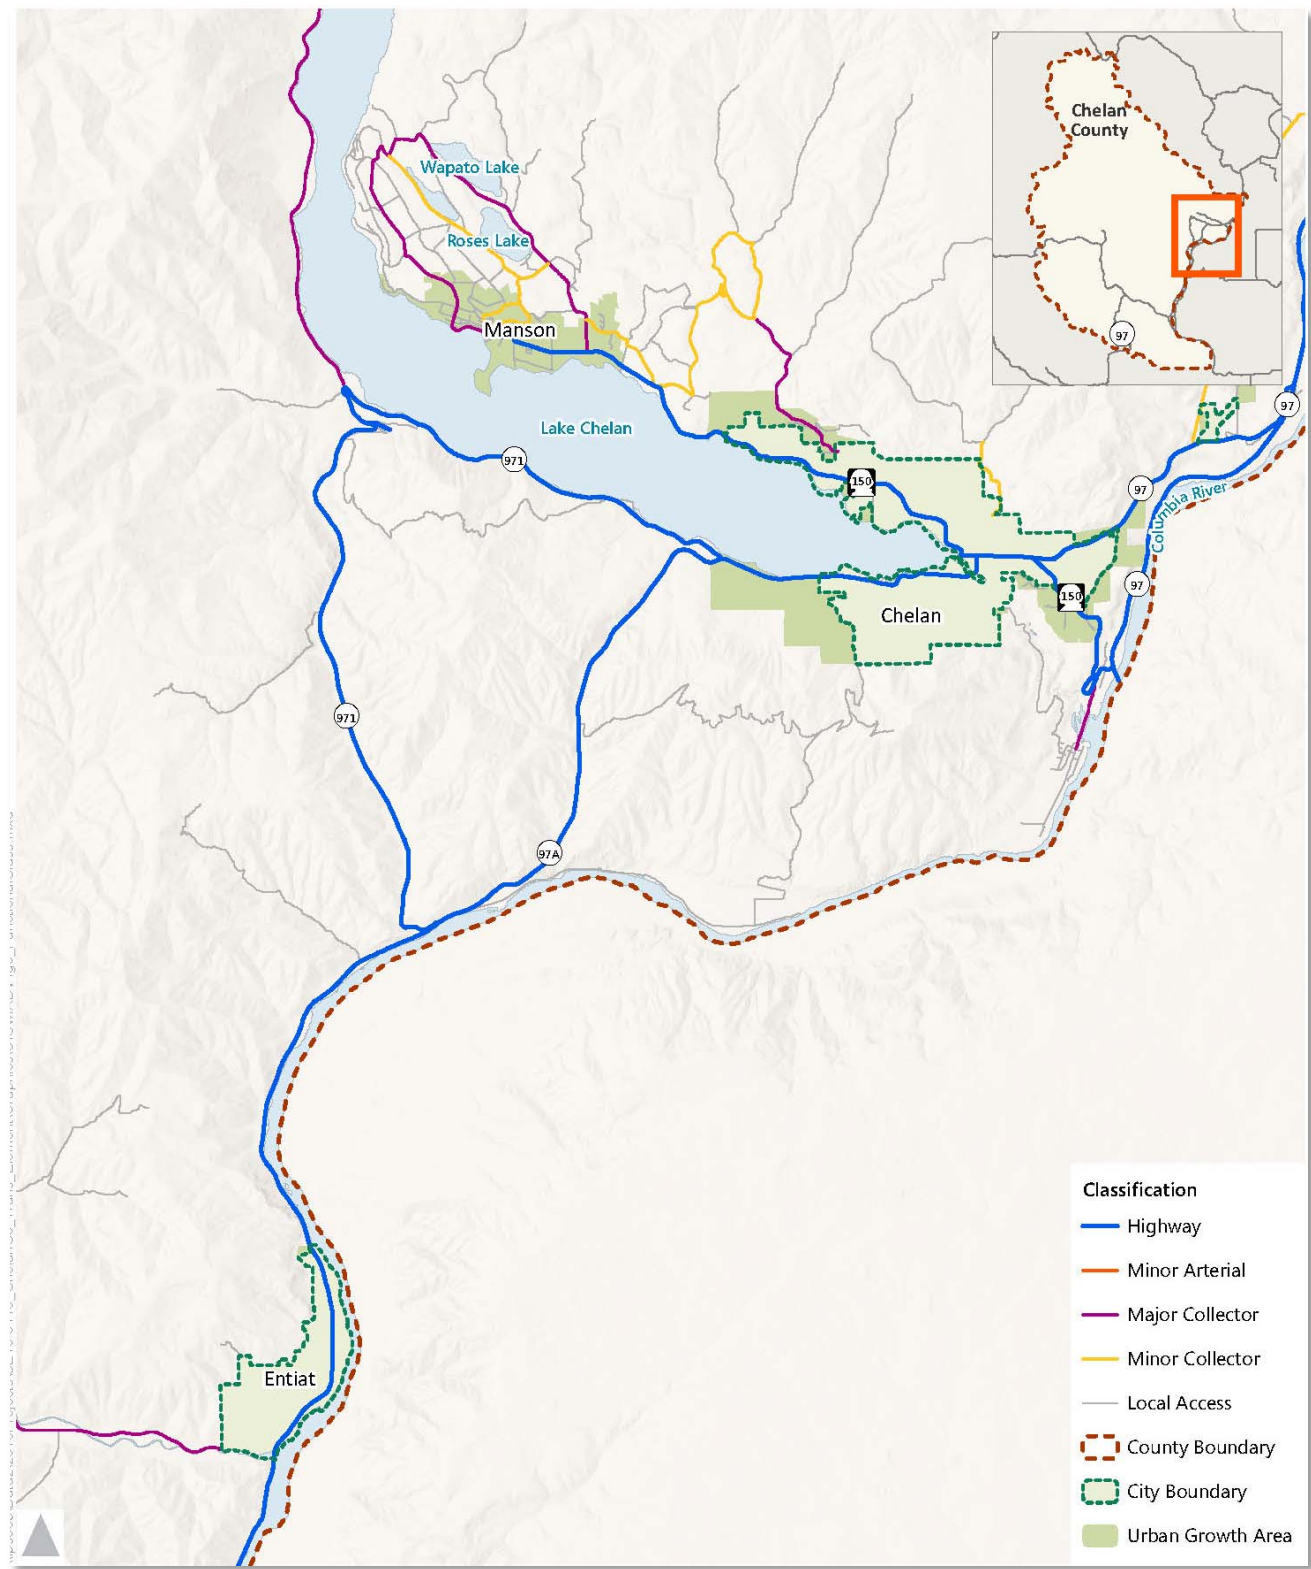 Chelan
County
97
Wapato Lake
Roses Lake
Manson
97
Lake Chelan
971
150
97
Columbia River
97
150
Chelan
971
97A
Entiat
Classification
Highway
Minor Arterial
Major Collector
Minor Collector
Local Access
County Boundary
City Boundary
Urban Growth Area